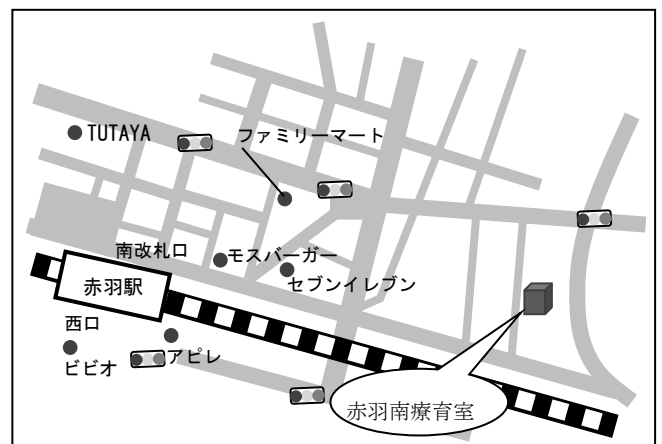 TUTAYA
ファミリーマート
南改札口
モスバーガー
セブンイレブン
赤羽駅
西口
ビビオ
アピレ
赤羽南療育室